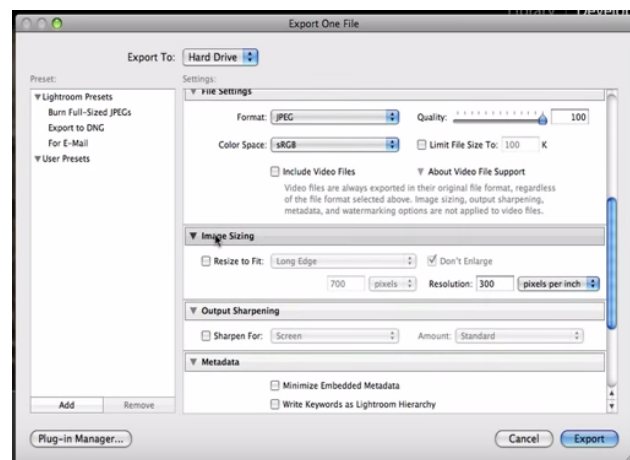 Export One File
Export To: Hard Drive
Preset:
Settings:
Lightroom Presets
Burn Full-Sized JPEGs
Export to DNG
For E-Mail
User Presets
File Settings
Format: JPEG Quality: 100
Color Space: sRGB Limit File Size To: 100 K
Include Video Files About Video File Support
Video files are always exported in their original file format, regardless
of the file format selected above. Image sizing, output sharpening,
metadata, and watermarking options are not applied to video files.
Image Sizing
Resize to Fit: Long Edge Don't Enlarge
700 pixels Resolution: 300 pixels per inch
Output Sharpening
Sharpen For: Screen Amount: Standard
Metadata
Minimize Embedded Metadata
Write Keywords as Lightroom Hierarchy
Add Remove
Plug-in Manager... Cancel Export